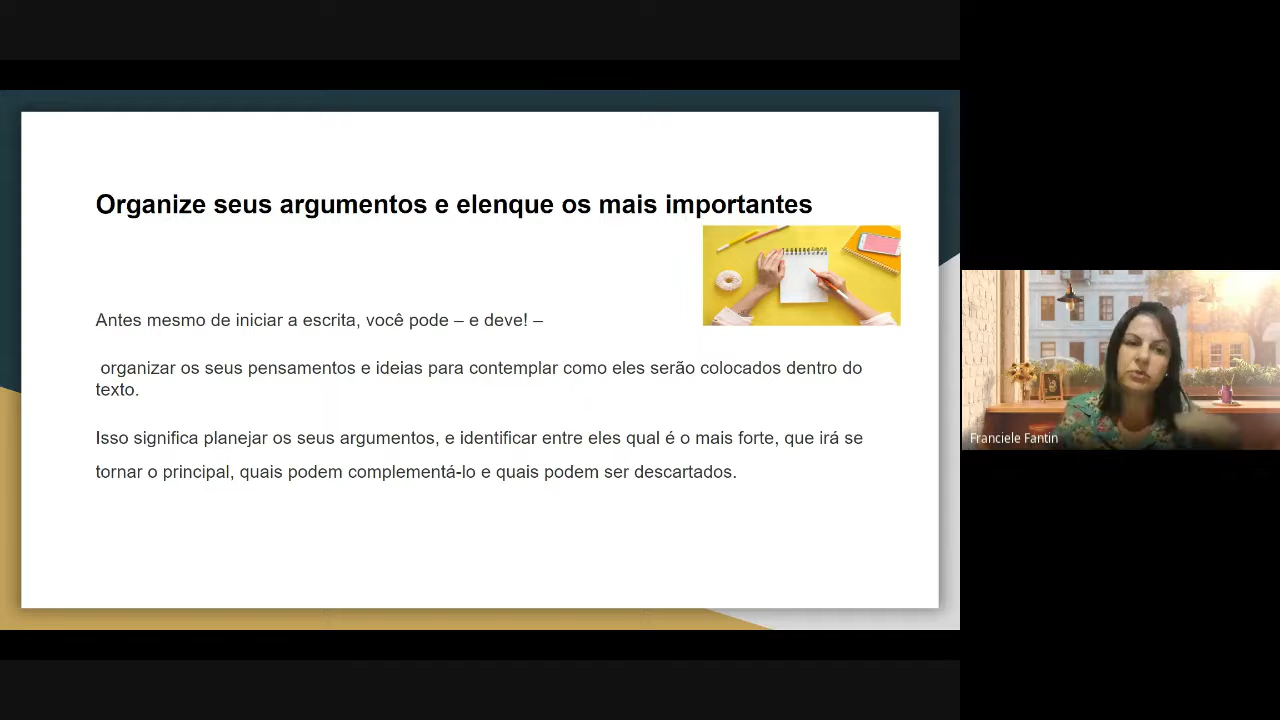 Organize seus argumentos e elenque os mais importantes
Antes mesmo de iniciar a escrita, você pode – e deve! –
organizar os seus pensamentos e ideias para contemplar como eles serão colocados dentro do
texto.
Isso significa planejar os seus argumentos, e identificar entre eles qual é o mais forte, que irá se
tornar o principal, quais podem complementá-lo e quais podem ser descartados.
Franciele Fantin